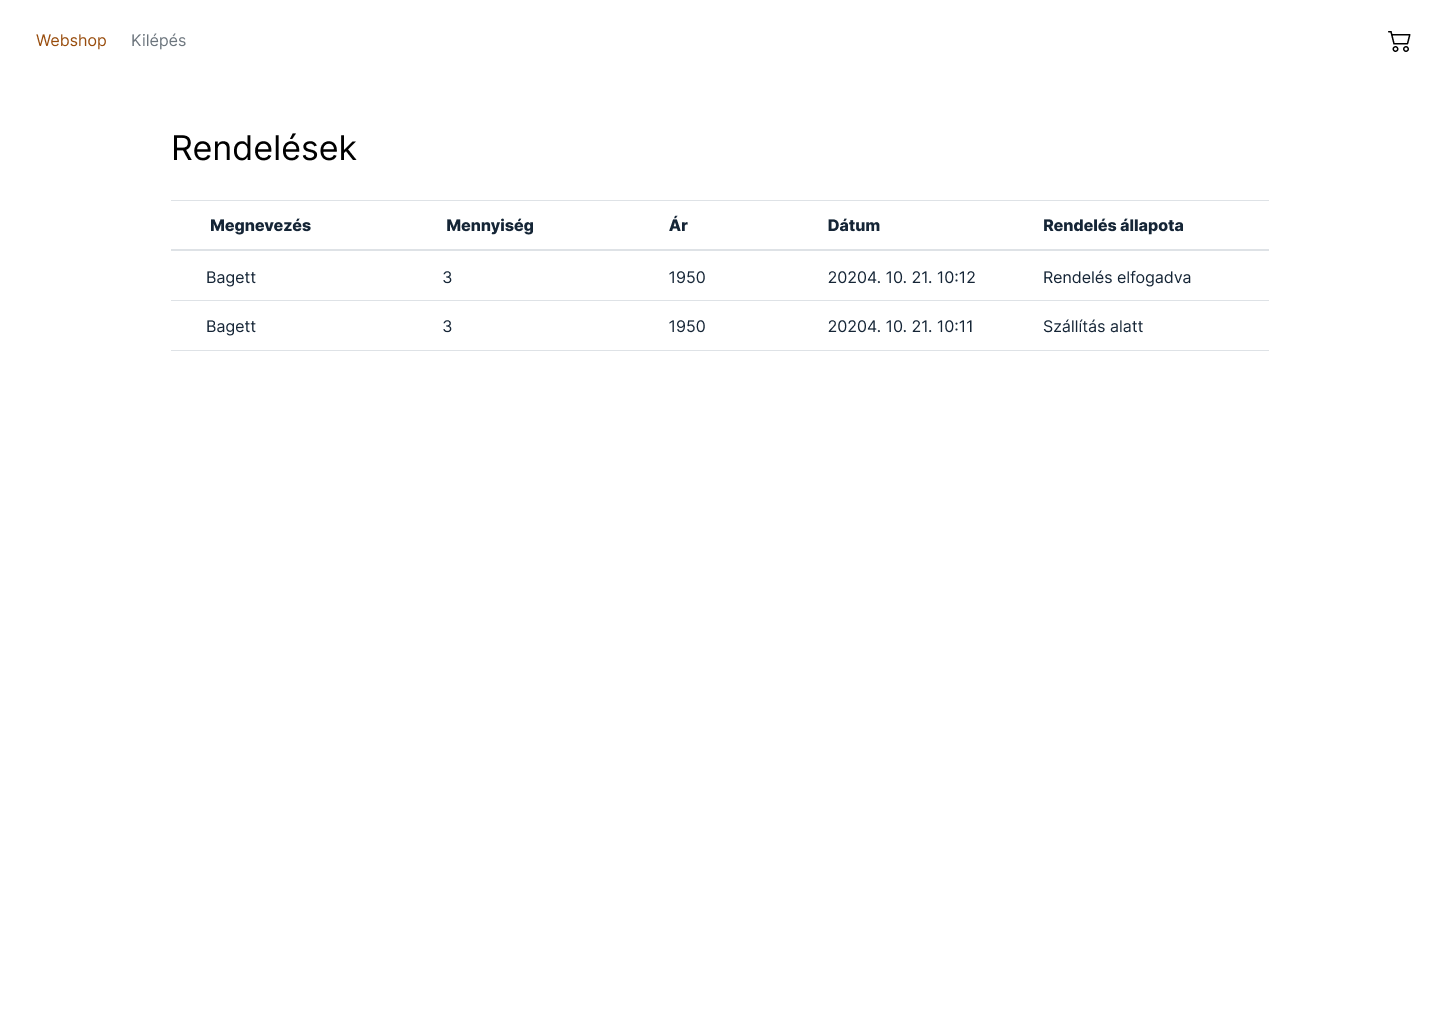 Webshop Kilépés
Rendelések
Megnevezés Mennyiség Ár Dátum Rendelés állapota
Bagett 3 1950 20204. 10. 21. 10:12 Rendelés elfogadva
Bagett 3 1950 20204. 10. 21. 10:11 Szállítás alatt